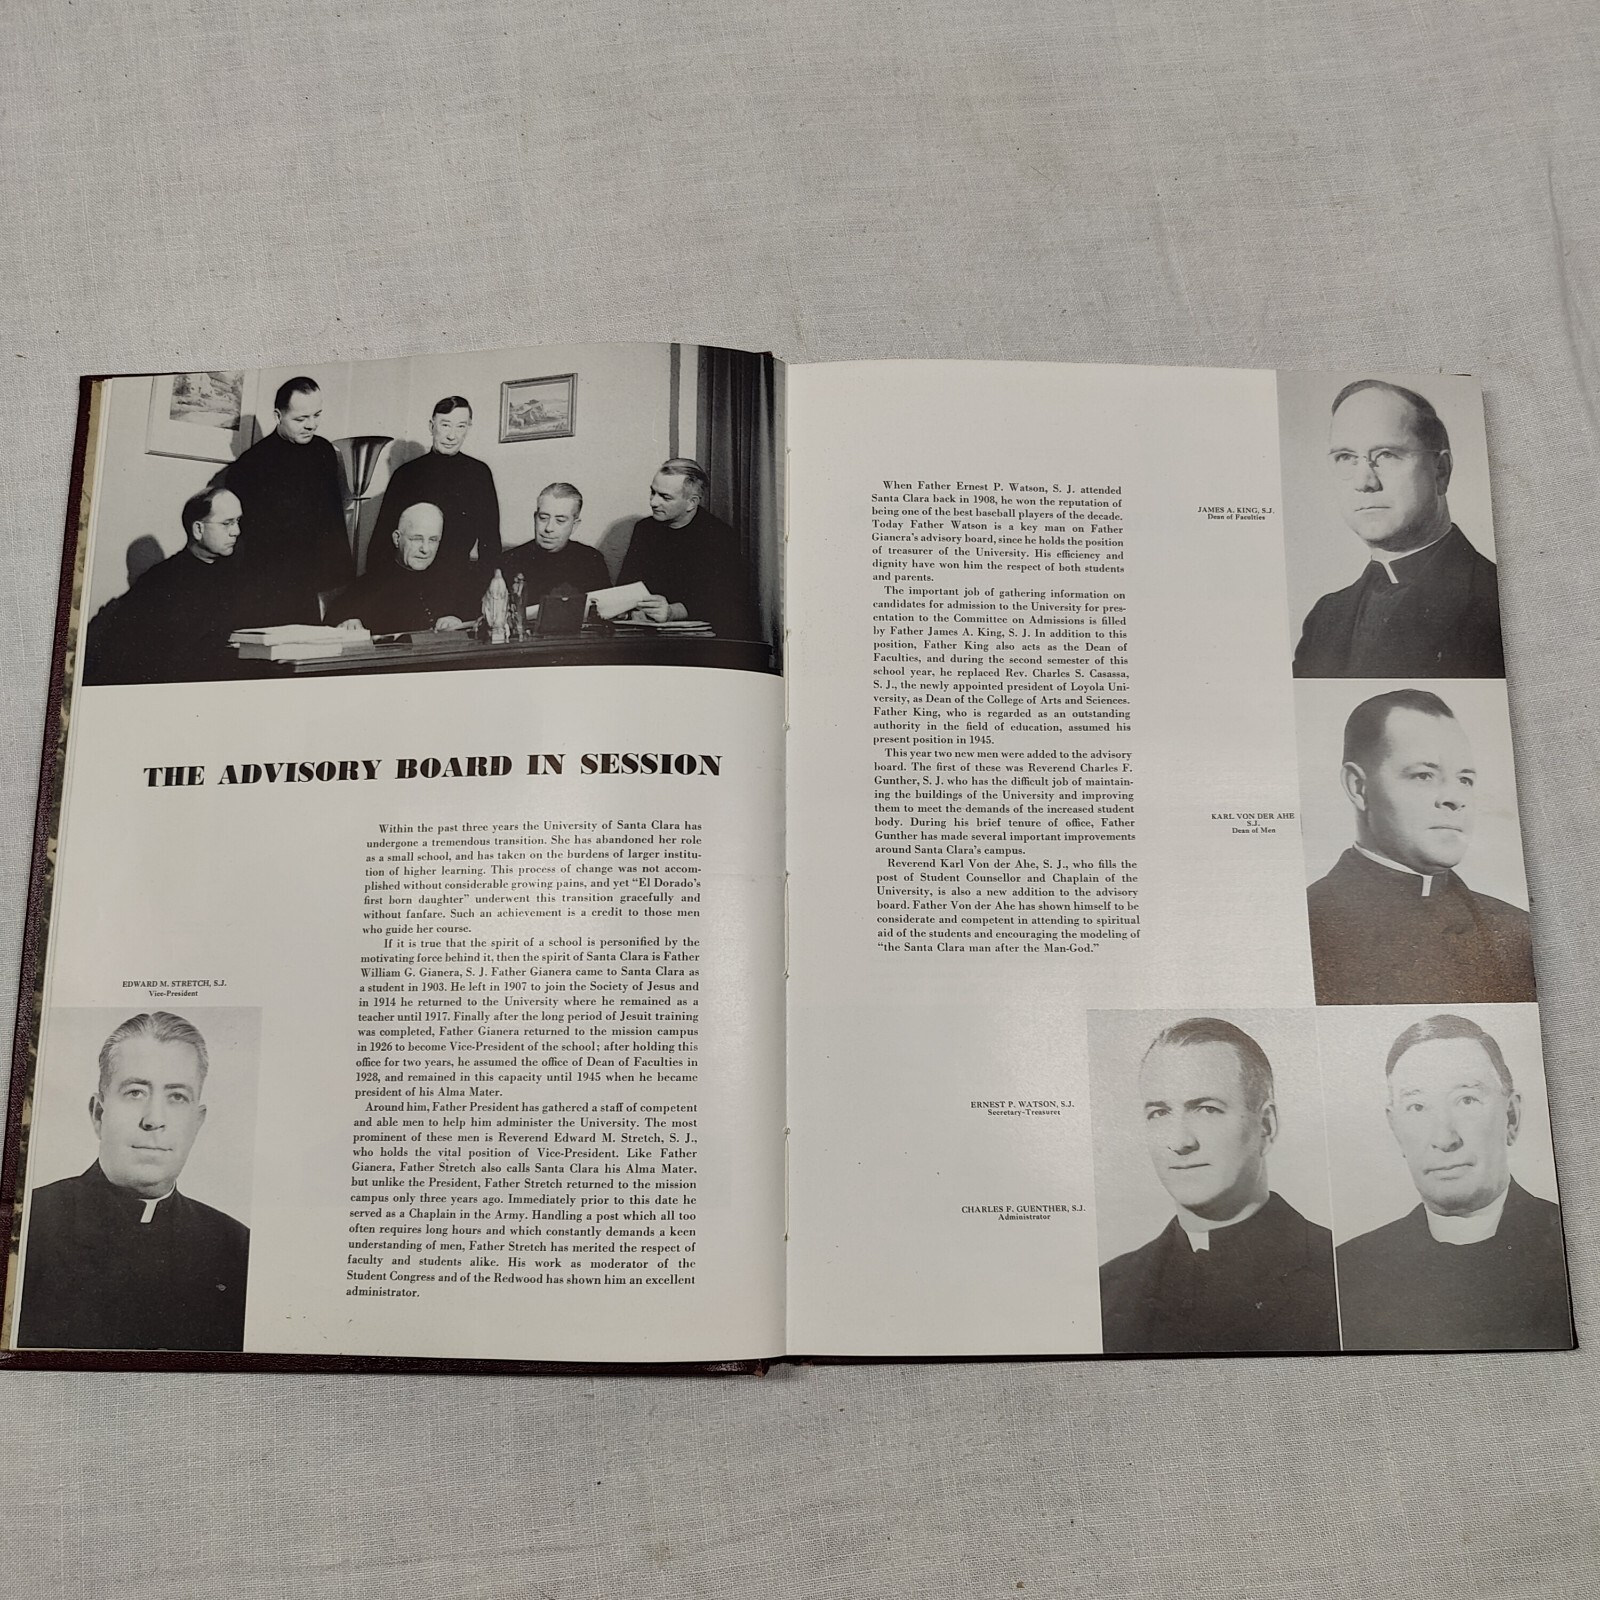 THE ADVISORY BOARD IN SESSION
Within the past three years the University of Santa Clara has
undergone a tremendous transition. She has abandoned her role
as a small school, and has taken on the burdens of larger institu-
tion of higher learning. This process of change was not accom-
plished without considerable growing pains, and yet “El Dorado's
first born daughter” underwent this transition gracefully and
without fanfare. Such an achievement is a credit to those men
who guide her course.
If it is true that the spirit of a school is personified by the
motivating force behind it, then the spirit of Santa Clara is Father
William G. Gianera, S. J. Father Gianera came to Santa Clara as
a student in 1903. He left in 1907 to join the Society of Jesus and
in 1914 he returned to the University where he remained as a
teacher until 1917. Finally after the long period of Jesuit training
was completed, Father Gianera returned to the mission campus
in 1926 to become Vice-President of the school; after holding this
office for two years, he assumed the office of Dean of Faculties in
1928, and remained in this capacity until 1945 when he became
president of his Alma Mater.
Around him, Father President has gathered a staff of competent
and able men to help him administer the University. The most
prominent of these men is Reverend Edward M. Stretch, S. J.,
who holds the vital position of Vice-President. Like Father
Gianera, Father Stretch also calls Santa Clara his Alma Mater,
but unlike the President, Father Stretch returned to the mission
campus only three years ago. Immediately prior to this date he
served as a Chaplain in the Army. Handling a post which all too
often requires long hours and which constantly demands a keen
understanding of men, Father Stretch has merited the respect of
faculty and students alike. His work as moderator of the
Student Congress and of the Redwood has shown him an excellent
administrator.
EDWARD M. STRETCH, S.J.
Vice-President
When Father Ernest P. Watson, S. J. attended
Santa Clara back in 1908, he won the reputation of
being one of the best baseball players of the decade.
Today Father Watson is a key man on Father
Gianera's advisory board, since he holds the position
of treasurer of the University. His efficiency and
dignity have won him the respect of both students
and parents.
The important job of gathering information on
candidates for admission to the University for pres-
entation to the Committee on Admissions is filled
by Father James A. King, S. J. In addition to this
position, Father King also acts as the Dean of
Faculties, and during the second semester of this
school year, he replaced Rev. Charles S. Casassa,
S. J., the newly appointed president of Loyola Uni-
versity, as Dean of the College of Arts and Sciences.
Father King, who is regarded as an outstanding
authority in the field of education, assumed his
present position in 1945.
This year two new men were added to the advisory
board. The first of these was Reverend Charles F.
Gunther, S. J. who has the difficult job of maintain-
ing the buildings of the University and improving
them to meet the demands of the increased student
body. During his brief tenure of office, Father
Gunther has made several important improvements
around Santa Clara's campus.
Reverend Karl Von der Ahe, S. J., who fills the
post of Student Counsellor and Chaplain of the
University, is also a new addition to the advisory
board. Father Von der Ahe has shown himself to be
considerate and competent in attending to spiritual
aid of the students and encouraging the modeling of
“the Santa Clara man after the Man-God.”
JAMES A. KING, S.J.
Dean of Faculties
KARL VON DER AHE
S.J.
Dean of Men
ERNEST P. WATSON, S.J.
Secretary-Treasurer
CHARLES F. GUENTHER, S.J.
Administrator